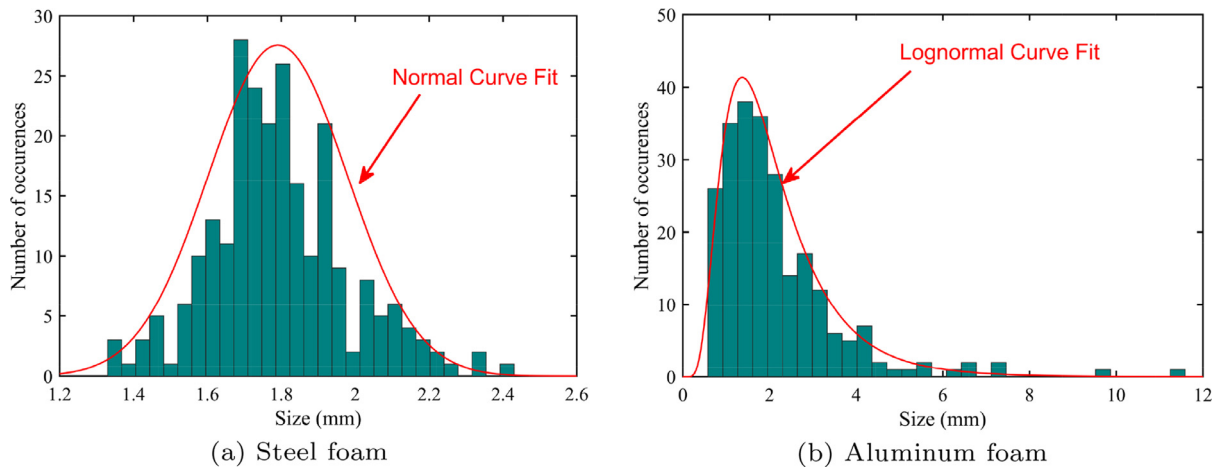 30
25
20
15
10
5
0
Number of occurences
Normal Curve Fit
1.2 1.4 1.6 1.8 2 2.2 2.4 2.6
Size (mm)
(a) Steel foam
50
40
30
20
10
0
Number of occurences
Lognormal Curve Fit
0 2 4 6 8 10 12
Size (mm)
(b) Aluminum foam